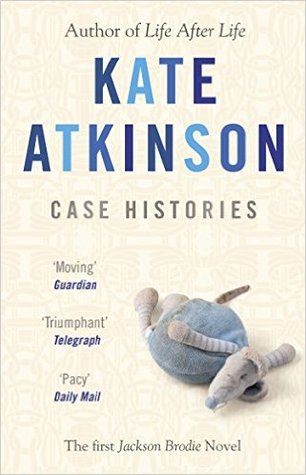 Author of Life After Life
KATE
ATKINSON
CASE HISTORIES
‘Moving’
Guardian
‘Triumphant’
Telegraph
‘Pacy’
Daily Mail
The first Jackson Brodie Novel